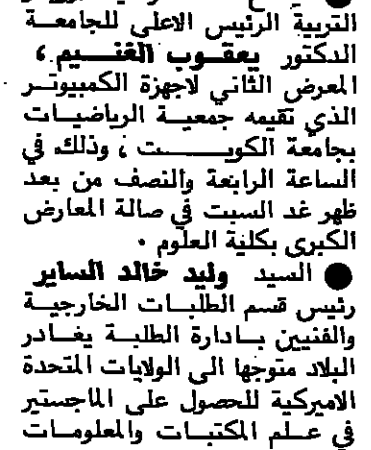 التربية الرئيس الاعلى للجامعة
الدكتور يعقوب الغنيم ،
المعرض الثاني لاجهزة الكمبيوتر
الذي تقيمه جمعية الرياضيات
بجامعة الكويت ، وذلك في
الساعة الرابعة والنصف من بعد
ظهر غد السبت في صالة المعارض
الكبرى بكلية العلوم .
● السيد وليد خالد الساير
رئيس قسم الطلبات الخارجية
والفنيين بادارة الطلبة يغادر
البلاد متوجها الى الولايات المتحدة
الاميركية للحصول على الماجستير
في علم المكتبات والمعلومات